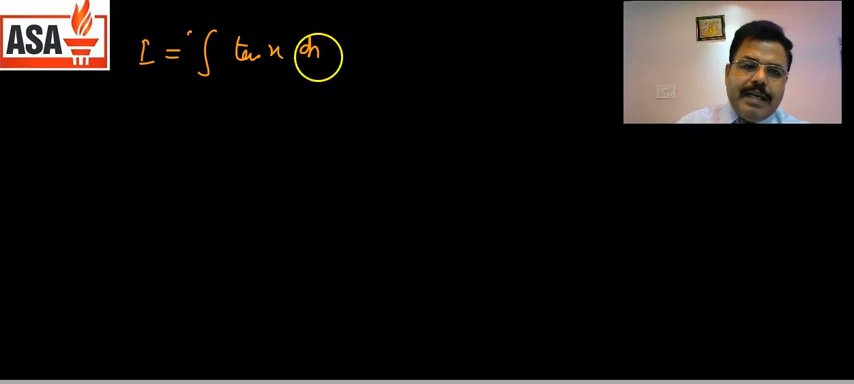 ASA
I = ∫ tan x dx